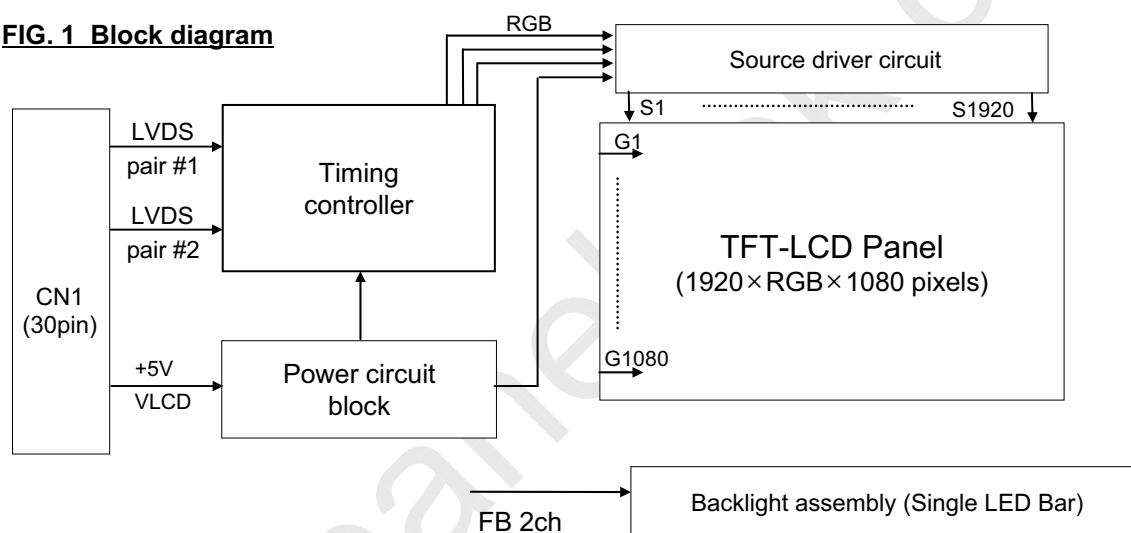 FIG. 1 Block diagram
RGB
Source driver circuit
S1
S1920
CN1
(30pin)
LVDS
pair #1
LVDS
pair #2
Timing
controller
G1
TFT-LCD Panel
(1920×RGB×1080 pixels)
G1080
+5V
VLCD
Power circuit
block
FB 2ch
Backlight assembly (Single LED Bar)